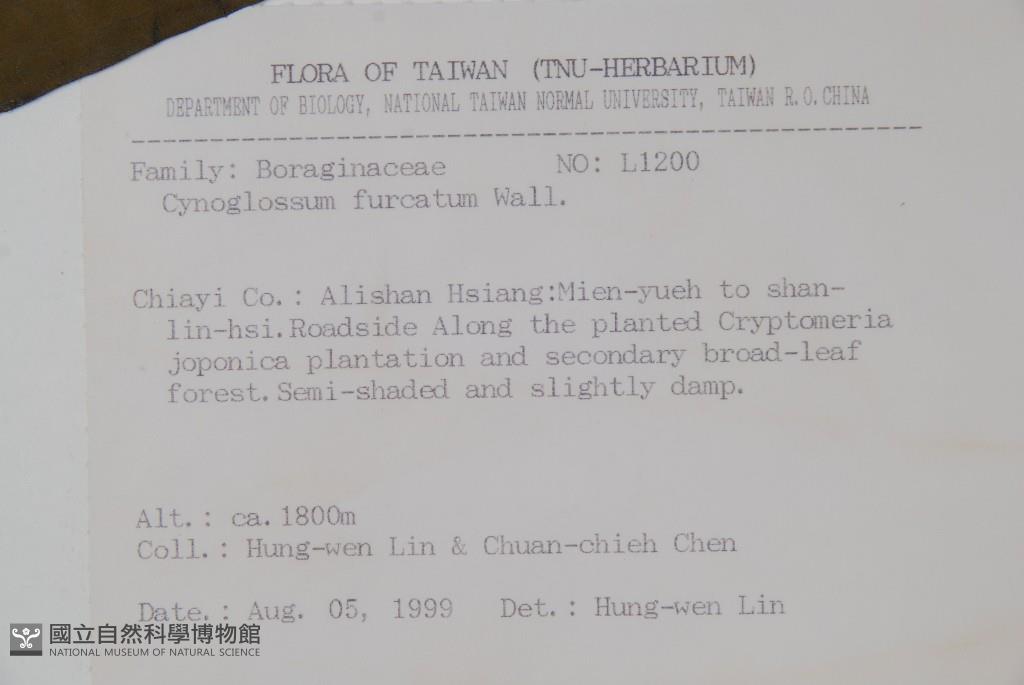 FLORA OF TAIWAN (TNU-HERBARIUM)
DEPARTMENT OF BIOLOGY, NATIONAL TAIWAN NORMAL UNIVERSITY, TAIWAN R.O.CHINA
Family: Boraginaceae NO: L1200
Cynoglossum furcatum Wall.
Chiayi Co.: Alishan Hsiang:Mien-yueh to shan-
lin-hsi.Roadside Along the planted Cryptomeria
joponica plantation and secondary broad-leaf
forest.Semi-shaded and slightly damp.
Alt.: ca.1800m
Coll.: Hung-wen Lin & Chuan-chieh Chen
Date.: Aug. 05, 1999 Det.: Hung-wen Lin
國立自然科學博物館
NATIONAL MUSEUM OF NATURAL SCIENCE